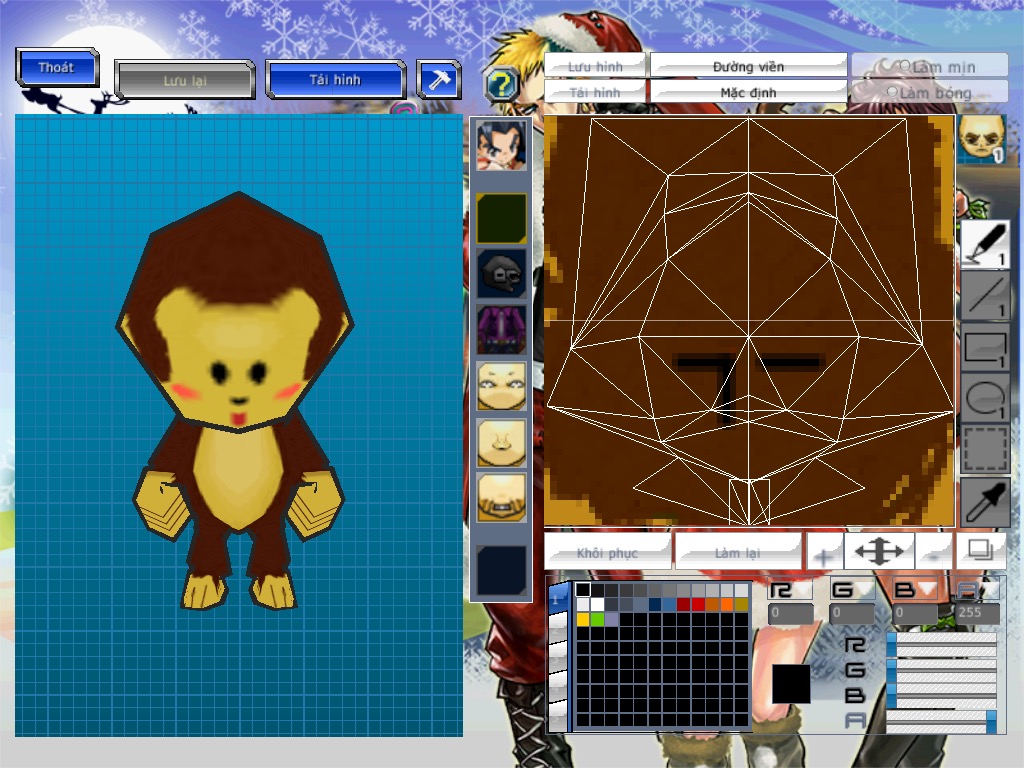 Thoát
Lưu lại
Tải hình
?
Lưu hình
Đường viền
Làm mịn
Tải hình
Mặc định
Làm bóng
1
1
1
1
1
Khôi phục
Làm lại
+
-
1
R
G
B
A
0
0
0
255
R
G
B
A